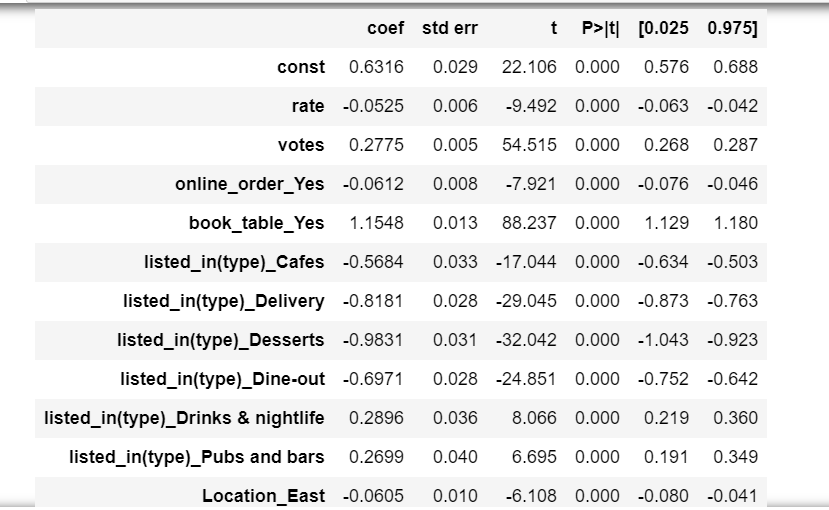 coef std err t P>|t| [0.025 0.975]
const 0.6316 0.029 22.106 0.000 0.576 0.688
rate -0.0525 0.006 -9.492 0.000 -0.063 -0.042
votes 0.2775 0.005 54.515 0.000 0.268 0.287
online_order_Yes -0.0612 0.008 -7.921 0.000 -0.076 -0.046
book_table_Yes 1.1548 0.013 88.237 0.000 1.129 1.180
listed_in(type)_Cafes -0.5684 0.033 -17.044 0.000 -0.634 -0.503
listed_in(type)_Delivery -0.8181 0.028 -29.045 0.000 -0.873 -0.763
listed_in(type)_Desserts -0.9831 0.031 -32.042 0.000 -1.043 -0.923
listed_in(type)_Dine-out -0.6971 0.028 -24.851 0.000 -0.752 -0.642
listed_in(type)_Drinks & nightlife 0.2896 0.036 8.066 0.000 0.219 0.360
listed_in(type)_Pubs and bars 0.2699 0.040 6.695 0.000 0.191 0.349
Location_East -0.0605 0.010 -6.108 0.000 -0.080 -0.041